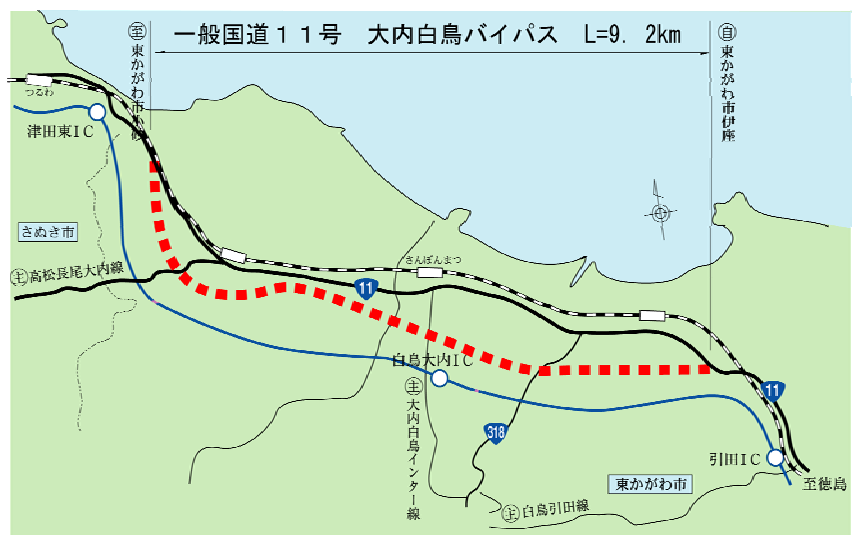 一般国道１１号　大内白鳥バイパス　L=9. 2km
至
東かがわ市小砂
自
東かがわ市伊座
つるわ
津田東IC
さぬき市
主高松長尾大内線
さんぼんまつ
11
白鳥大内IC
主
大内白鳥インター線
318
11
引田IC
東かがわ市
至徳島
主白鳥引田線